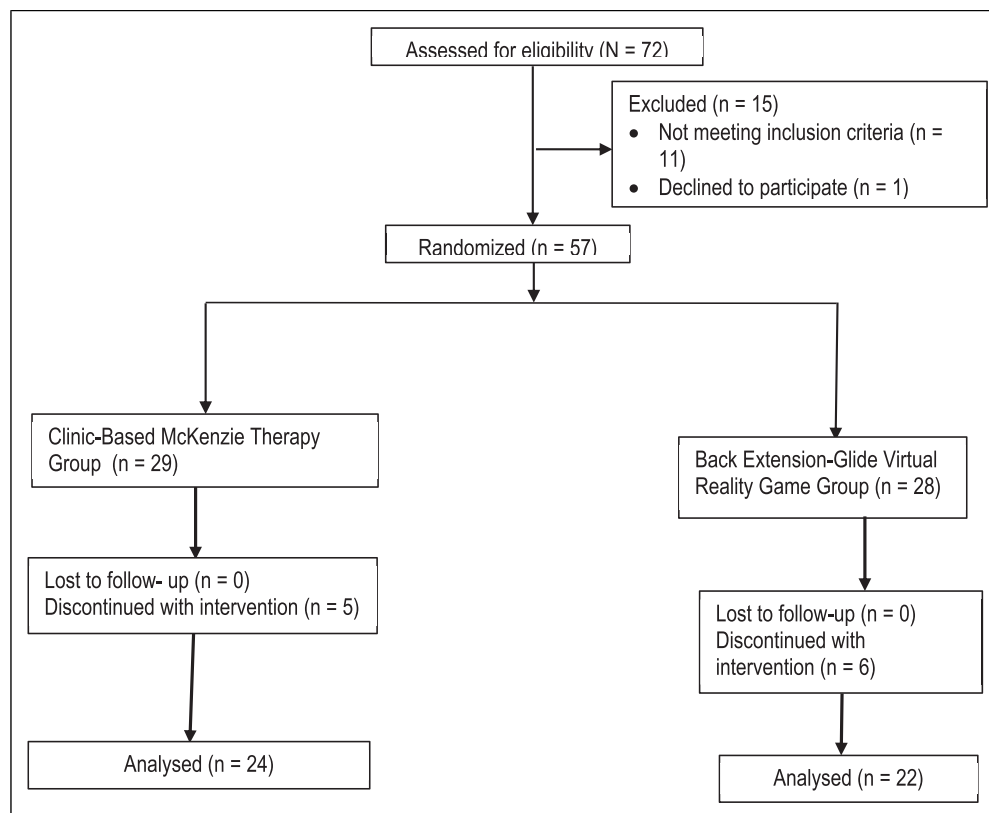 Assessed for eligibility (N = 72)
Excluded (n = 15)
● Not meeting inclusion criteria (n =
11)
● Declined to participate (n = 1)
Randomized (n = 57)
Clinic-Based McKenzie Therapy
Group (n = 29)
Back Extension-Glide Virtual
Reality Game Group (n = 28)
Lost to follow- up (n = 0)
Discontinued with intervention (n = 5)
Lost to follow-up (n = 0)
Discontinued with
intervention (n = 6)
Analysed (n = 24)
Analysed (n = 22)